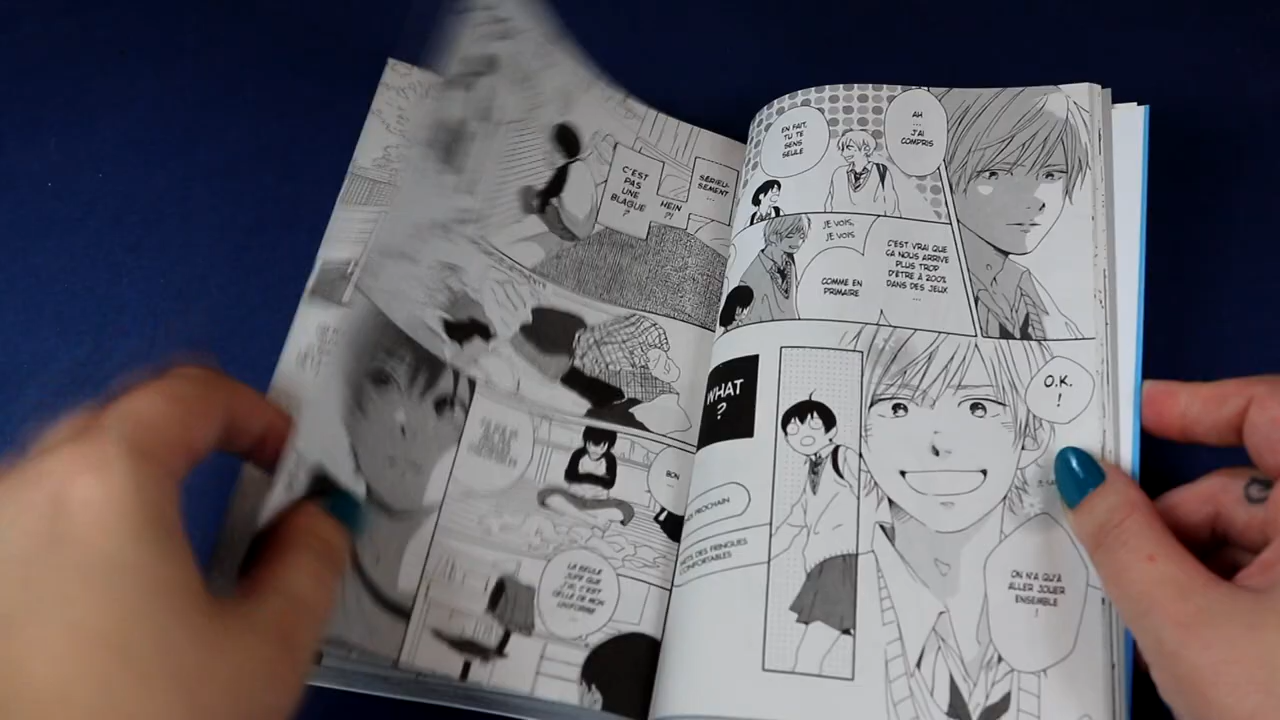 SÉRIEU-
SEMENT
...
HEIN
?!
C'EST
PAS
UNE
BLAGUE
?
BON
...
LA SEULE
JUPE QUE
J'AI, C'EST
CELLE DE MON
UNIFORME
...
AH
...
J'AI
COMPRIS
EN FAIT,
TU TE
SENS
SEULE
JE VOIS,
JE VOIS
C'EST VRAI QUE
ÇA NOUS ARRIVE
PLUS TROP
D'ÊTRE À 200%
DANS DES JEUX
...
COMME EN
PRIMAIRE
O.K.
!
WHAT
?
PROCHAIN
DES FRINGUES
CONFORTABLES
ON N'A QU'À
ALLER JOUER
ENSEMBLE
!